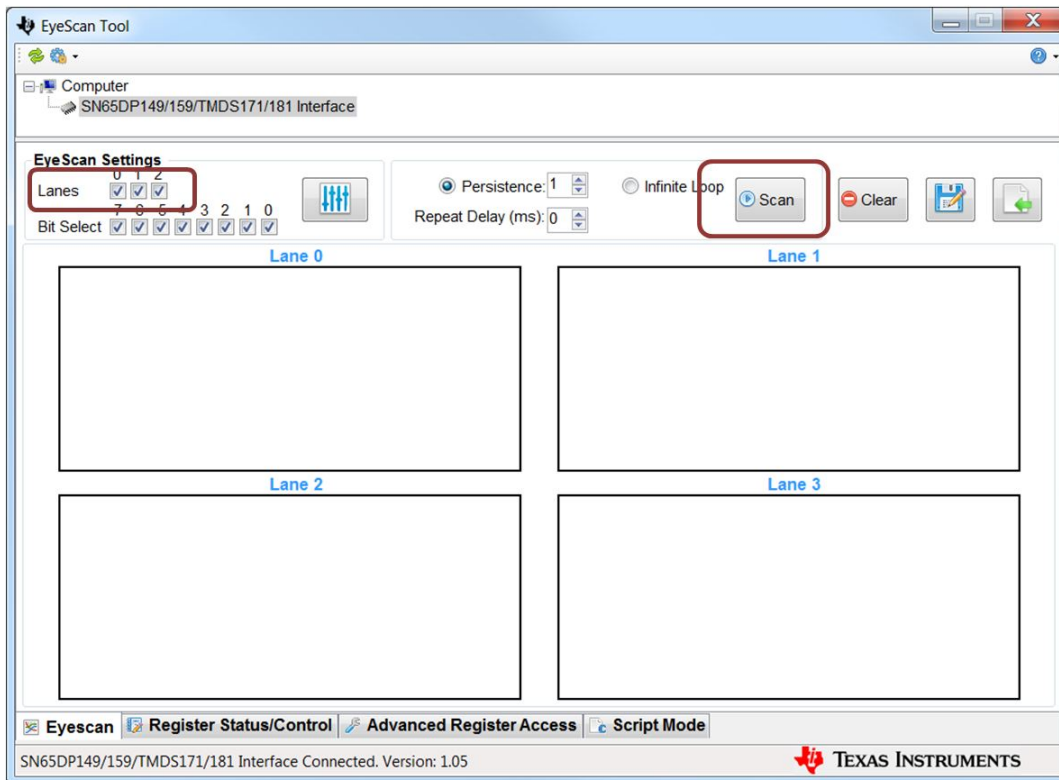 EyeScan Tool
Computer
SN65DP149/159/TMDS171/181 Interface
EyeScan Settings
0 1 2
Lanes
7 6 5 4 3 2 1 0
Bit Select
Persistence: 1
Infinite Loop
Repeat Delay (ms): 0
Scan
Clear
Lane 0
Lane 1
Lane 2
Lane 3
Eyescan
Register Status/Control
Advanced Register Access
Script Mode
SN65DP149/159/TMDS171/181 Interface Connected. Version: 1.05
TEXAS INSTRUMENTS